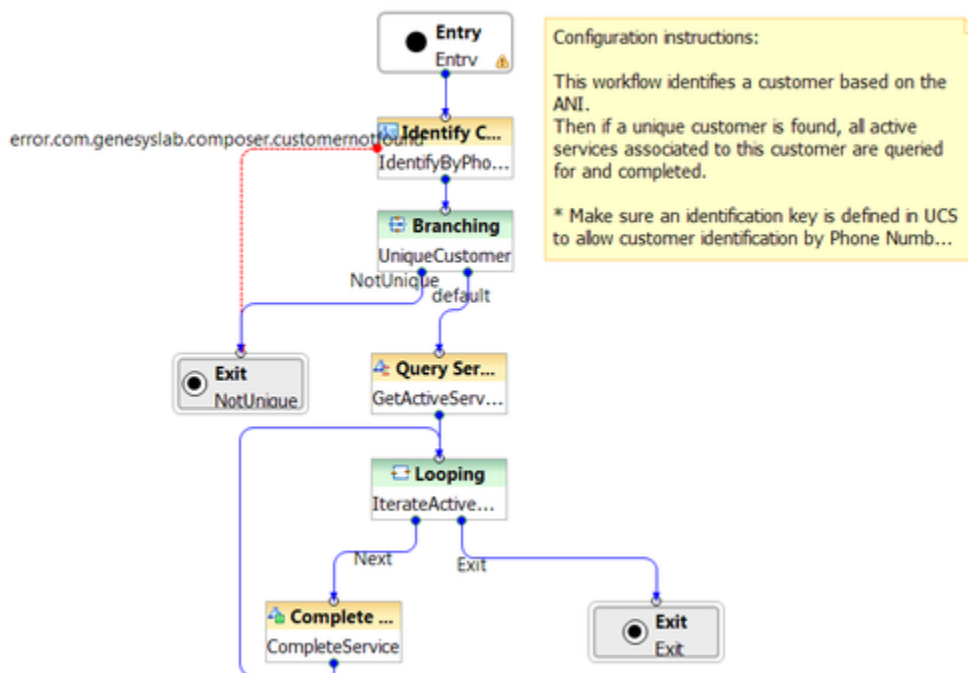 Entry
Entry
Configuration instructions:
This workflow identifies a customer based on the
ANI.
Then if a unique customer is found, all active
services associated to this customer are queried
for and completed.
* Make sure an identification key is defined in UCS
to allow customer identification by Phone Numb...
error.com.genesyslab.composer.customernotfound
Identify C...
IdentifyByPho...
Branching
UniqueCustomer
NotUnique
default
Exit
NotUnique
Query Ser...
GetActiveServ...
Looping
IterateActive...
Next
Exit
Complete ...
CompleteService
Exit
Exit